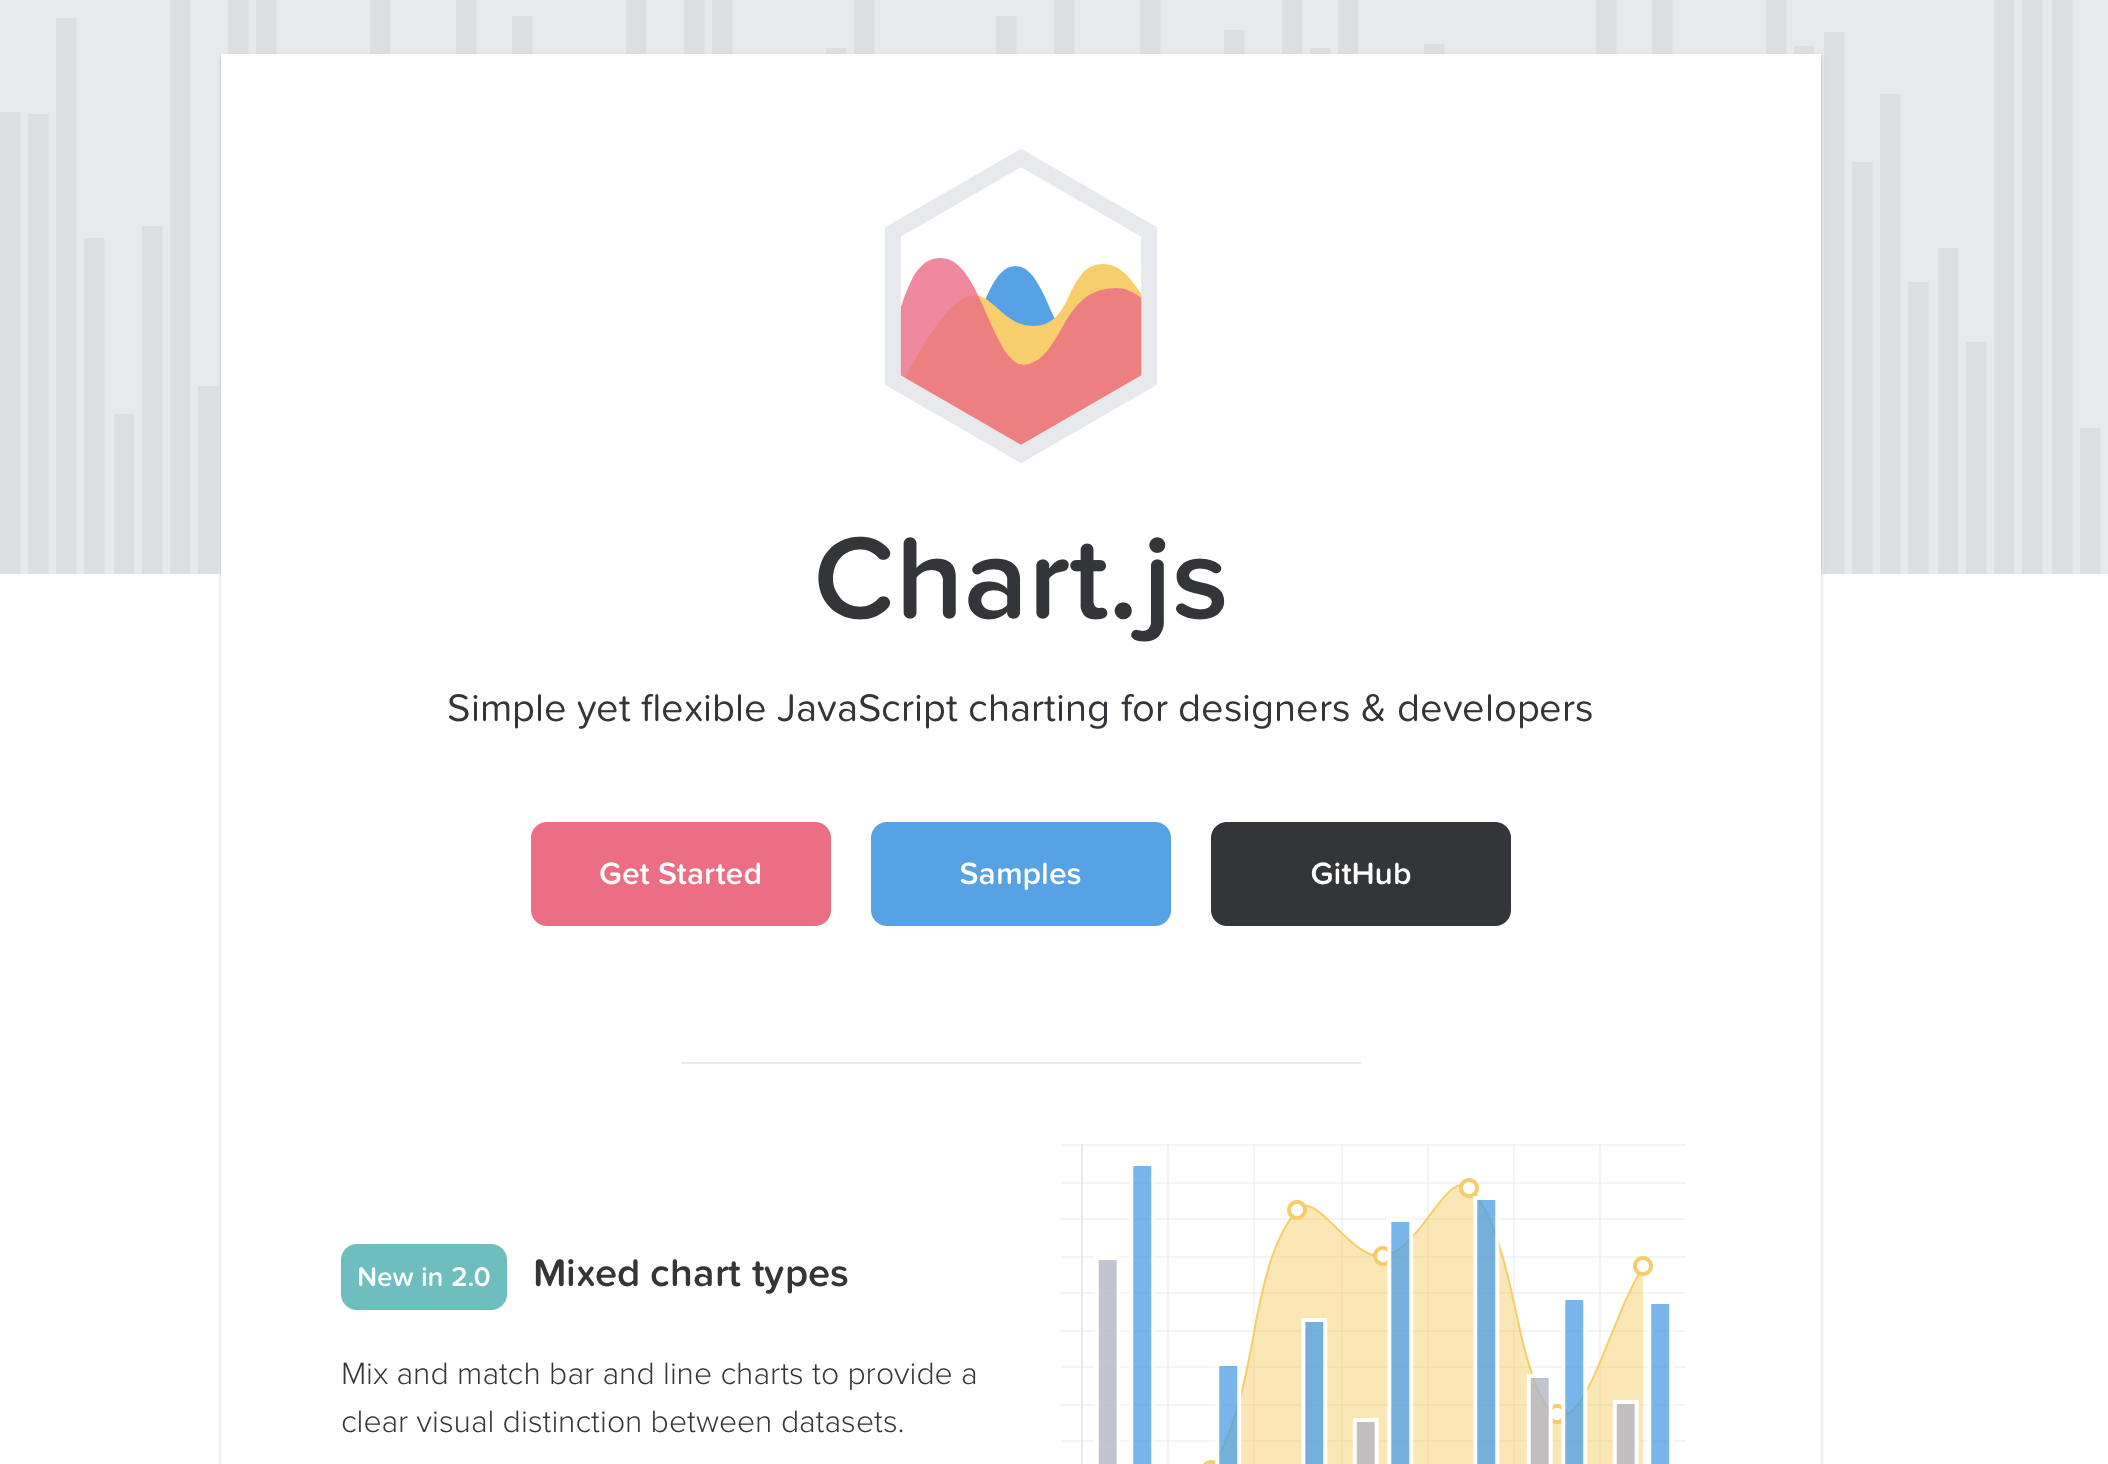 Chart.js
Simple yet flexible JavaScript charting for designers & developers
Get Started
Samples
GitHub
New in 2.0
Mixed chart types
Mix and match bar and line charts to provide a
clear visual distinction between datasets.